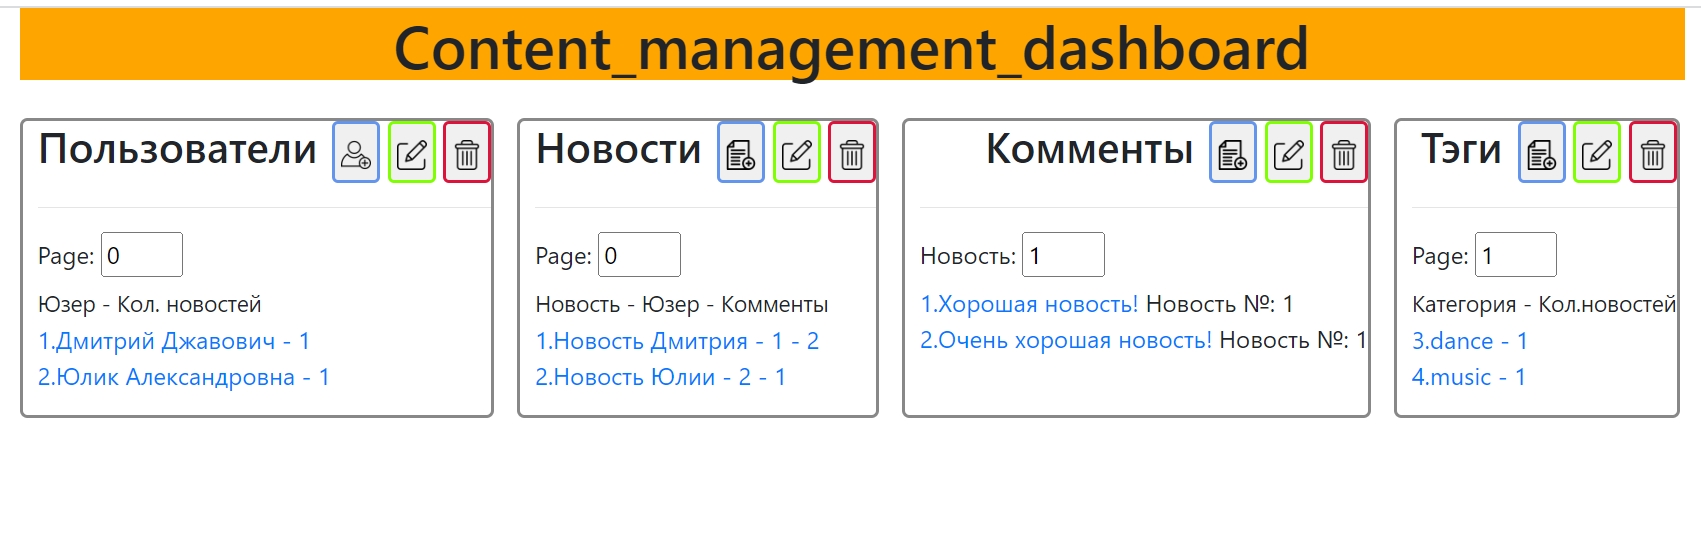 Content_management_dashboard
Пользователи
Page: 0
Юзер - Кол. новостей
1.Дмитрий Джавович - 1
2.Юлик Александровна - 1
Новости
Page: 0
Новость - Юзер - Комменты
1.Новость Дмитрия - 1 - 2
2.Новость Юлии - 2 - 1
Комменты
Новость: 1
1.Хорошая новость! Новость №: 1
2.Очень хорошая новость! Новость №: 1
Тэги
Page: 1
Категория - Кол.новостей
3.dance - 1
4.music - 1